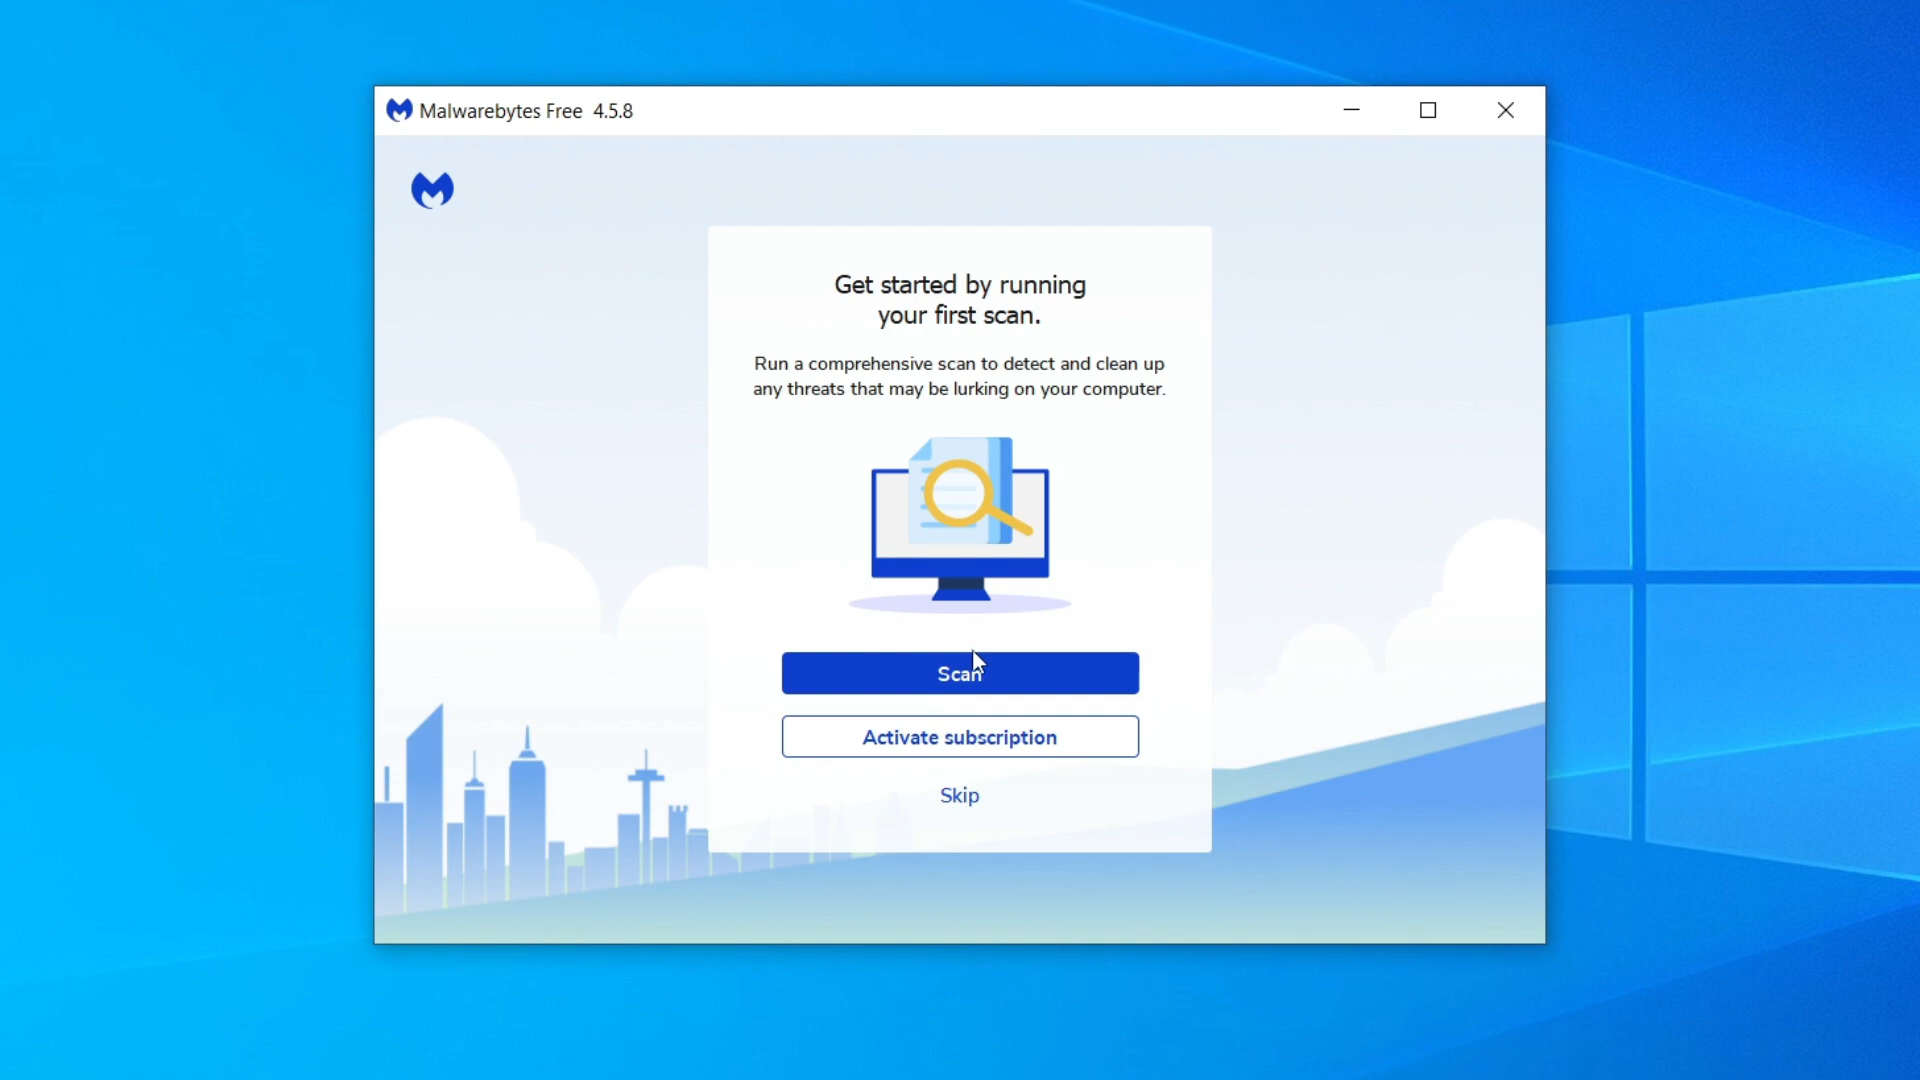 Malwarebytes Free 4.5.8
Get started by running
your first scan.
Run a comprehensive scan to detect and clean up
any threats that may be lurking on your computer.
Scan
Activate subscription
Skip